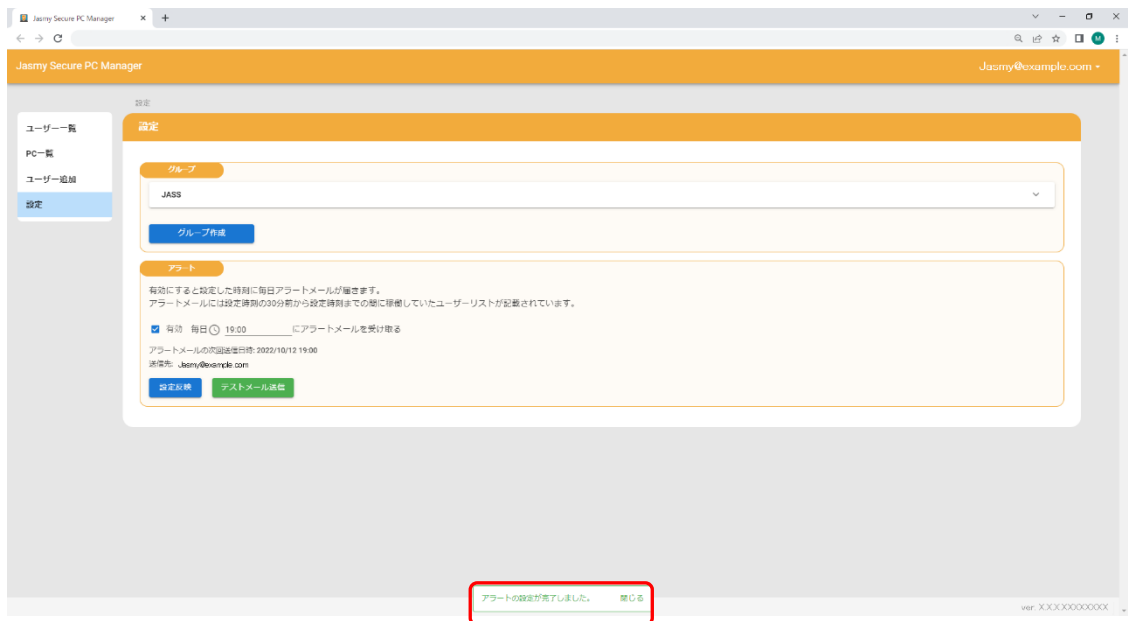 Jasmy Secure PC Manager
M
Jasmy Secure PC Manager
Jasmy@example.com
設定
ユーザー一覧
PC一覧
ユーザー追加
設定
設定
グループ
JASS
グループ作成
アラート
有効にすると設定した時刻に毎日アラートメールが届きます。
アラートメールには設定時刻の30分前から設定時刻までの間に稼働していたユーザーリストが記載されています。
有効 毎日 19:00 にアラートメールを受け取る
アラートメールの次回送信日時: 2022/10/12 19:00
送信先: Jasmy@example.com
設定反映 テストメール送信
アラートの設定が完了しました。 閉じる
ver. XXXXXXXXXXX